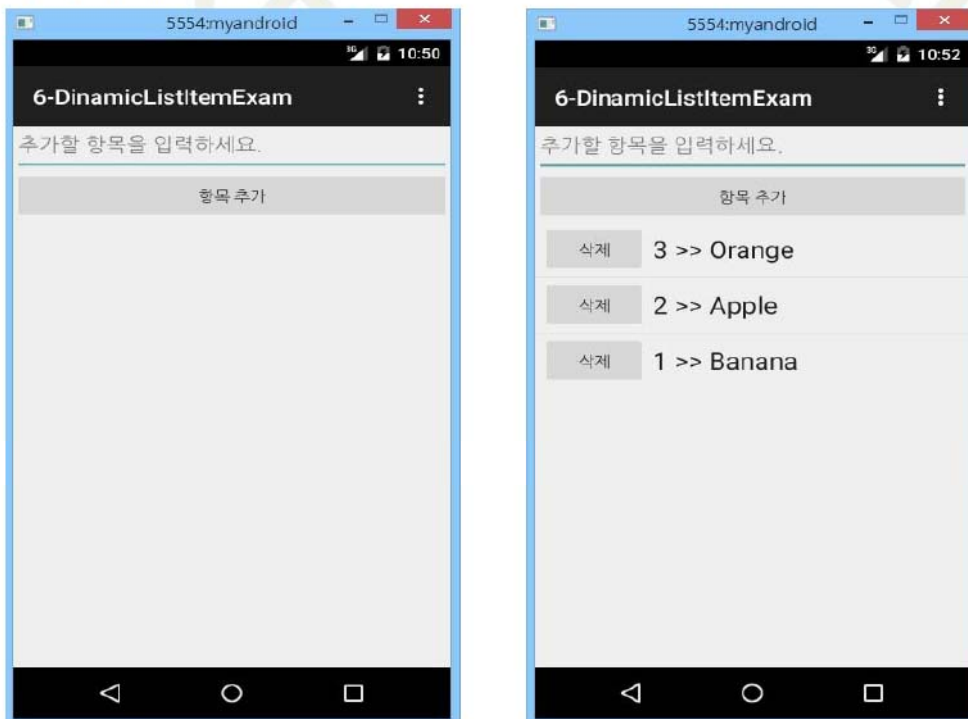 5554:myandroid
3G 10:50
6-DinamicListItemExam
추가할 항목을 입력하세요.
항목 추가
5554:myandroid
3G 10:52
6-DinamicListItemExam
추가할 항목을 입력하세요.
항목 추가
삭제 3 >> Orange
삭제 2 >> Apple
삭제 1 >> Banana